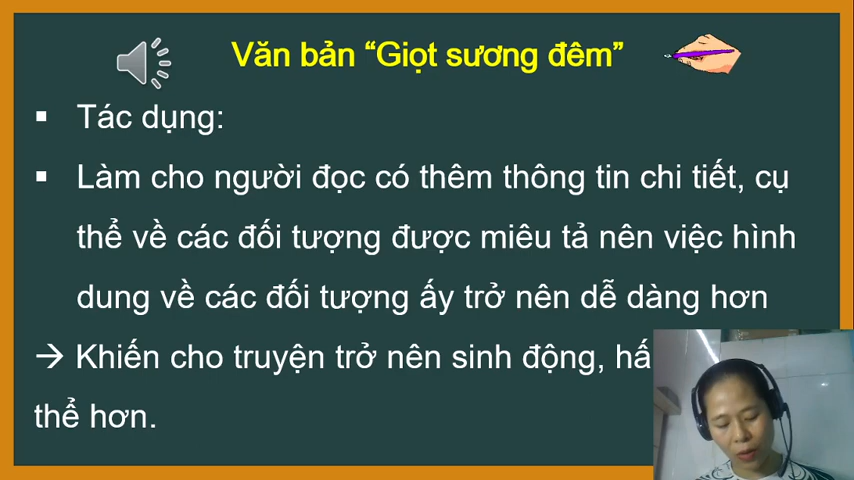 Văn bản “Giọt sương đêm”
▪ Tác dụng:
▪ Làm cho người đọc có thêm thông tin chi tiết, cụ
thể về các đối tượng được miêu tả nên việc hình
dung về các đối tượng ấy trở nên dễ dàng hơn
→ Khiến cho truyện trở nên sinh động,
thể hơn.